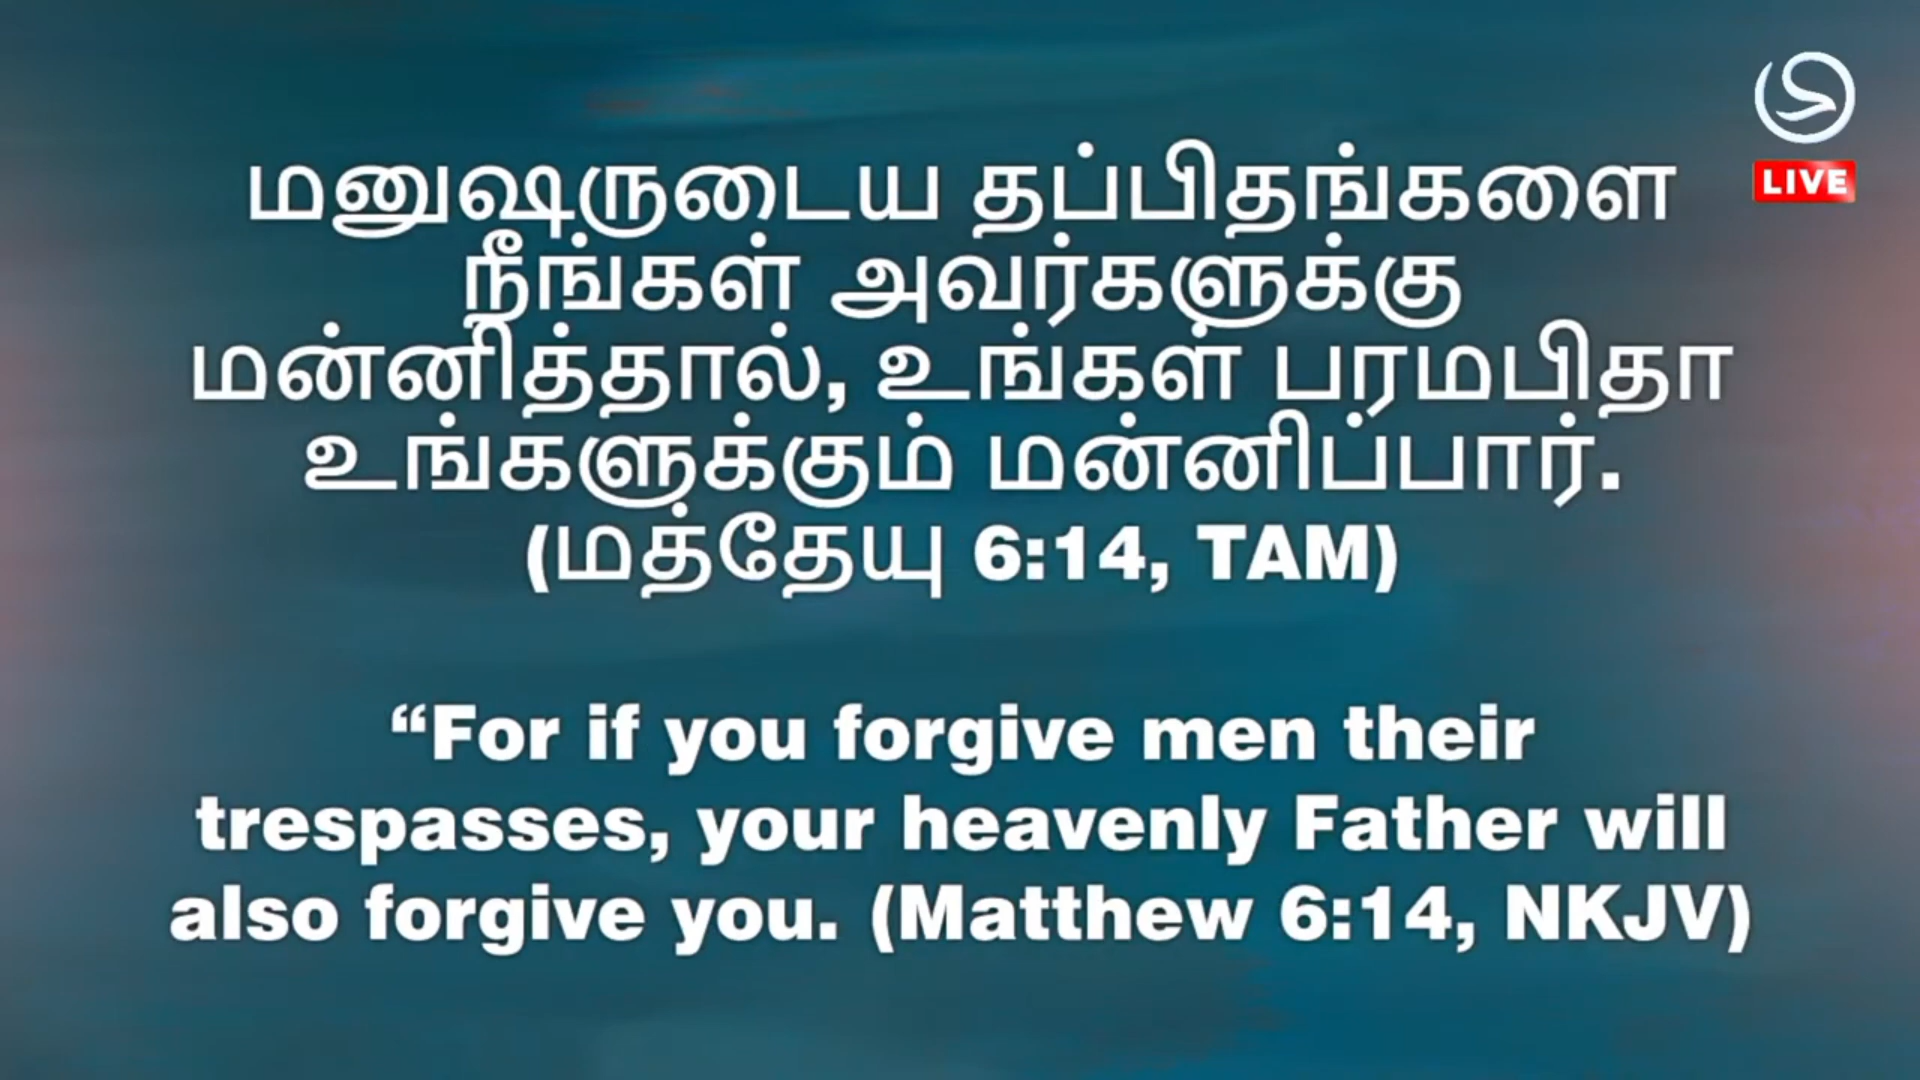 LIVE
மனுஷருடைய தப்பிதங்களை
நீங்கள் அவர்களுக்கு
மன்னித்தால், உங்கள் பரமபிதா
உங்களுக்கும் மன்னிப்பார்.
(மத்தேயு 6:14, TAM)
“For if you forgive men their
trespasses, your heavenly Father will
also forgive you. (Matthew 6:14, NKJV)